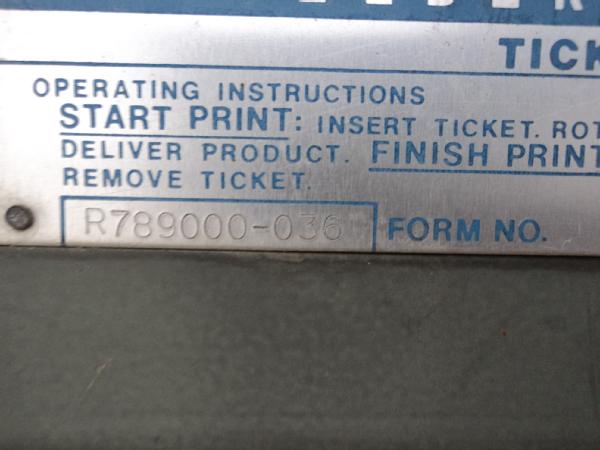 TICK
OPERATING INSTRUCTIONS
START PRINT: INSERT TICKET. ROT
DELIVER PRODUCT. FINISH PRINT
REMOVE TICKET.
R789000-036 FORM NO.